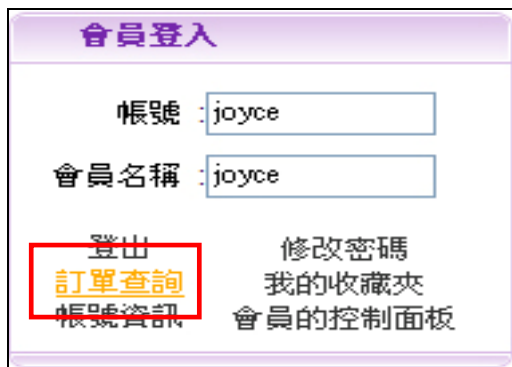 會員登入
帳號 :joyce
會員名稱 :joyce
登出 修改密碼
訂單查詢 我的收藏夾
帳號資訊 會員的控制面板